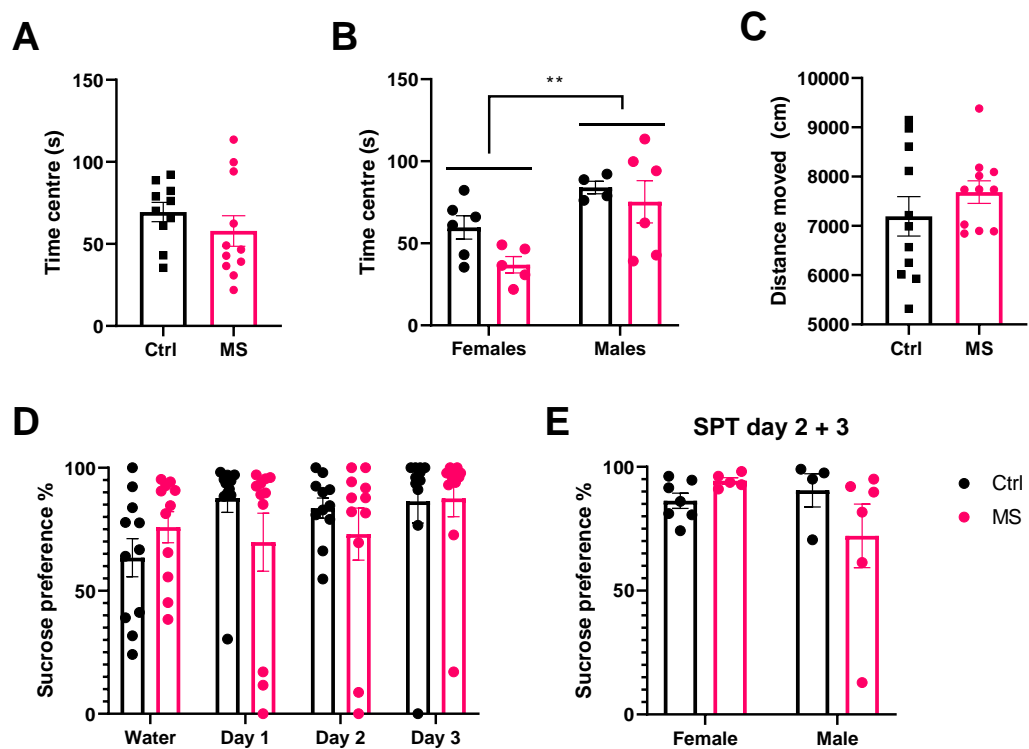 A
Time centre (s)
150
100
50
0
Ctrl MS
B
Time centre (s)
150
100
50
0
**
Females Males
C
Distance moved (cm)
10000
9000
8000
7000
6000
5000
Ctrl MS
D
Sucrose preference %
100
50
0
Water Day 1 Day 2 Day 3
E
SPT day 2 + 3
Sucrose preference %
100
50
0
Female Male
Ctrl
MS